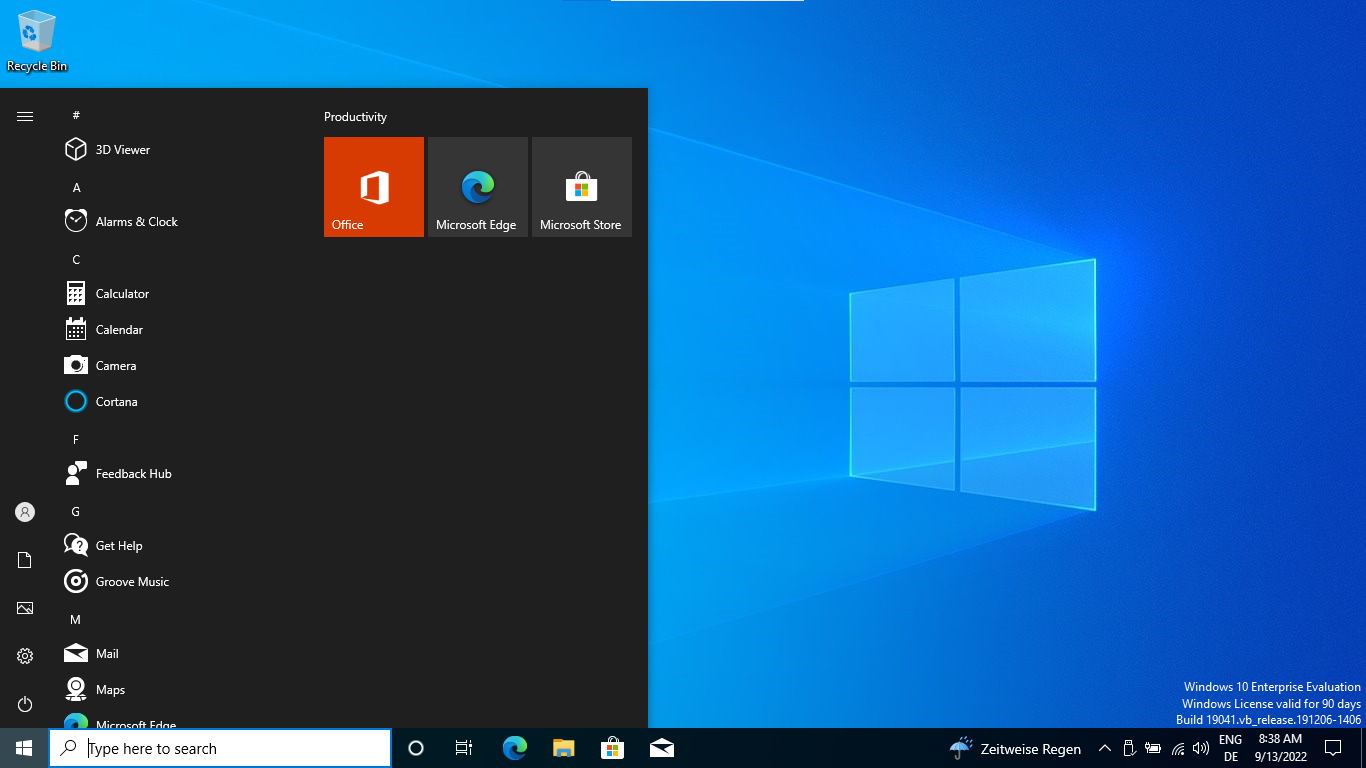 Recycle Bin
#
3D Viewer
A
Alarms & Clock
C
Calculator
Calendar
Camera
Cortana
F
Feedback Hub
G
Get Help
Groove Music
M
Mail
Maps
Microsoft Edge
Productivity
Office
Microsoft Edge
Microsoft Store
Windows 10 Enterprise Evaluation
Windows License valid for 90 days
Build 19041.vb_release.191206-1406
Type here to search
Zeitweise Regen
ENG
DE
8:38 AM
9/13/2022